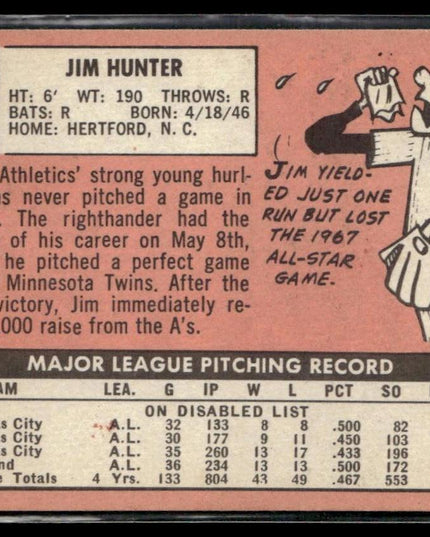 JIM HUNTER
HT: 6' WT: 190 THROWS: R
BATS: R BORN: 4/18/46
HOME: HERTFORD, N. C.
Athletics' strong young hurl-
s never pitched a game in
. The righthander had the
of his career on May 8th,
he pitched a perfect game
Minnesota Twins. After the
victory, Jim immediately re-
000 raise from the A's.
JIM YIELD-
ED JUST ONE
RUN BUT LOST
THE 1967
ALL-STAR
GAME.
MAJOR LEAGUE PITCHING RECORD
AM LEA. G IP W L PCT SO
ON DISABLED LIST
s City A.L. 32 133 8 8 .500 82
s City A.L. 30 177 9 11 .450 103
s City A.L. 35 260 13 17 .433 196
nd A.L. 36 234 13 13 .500 172
e Totals 4 Yrs. 133 804 43 49 .467 553